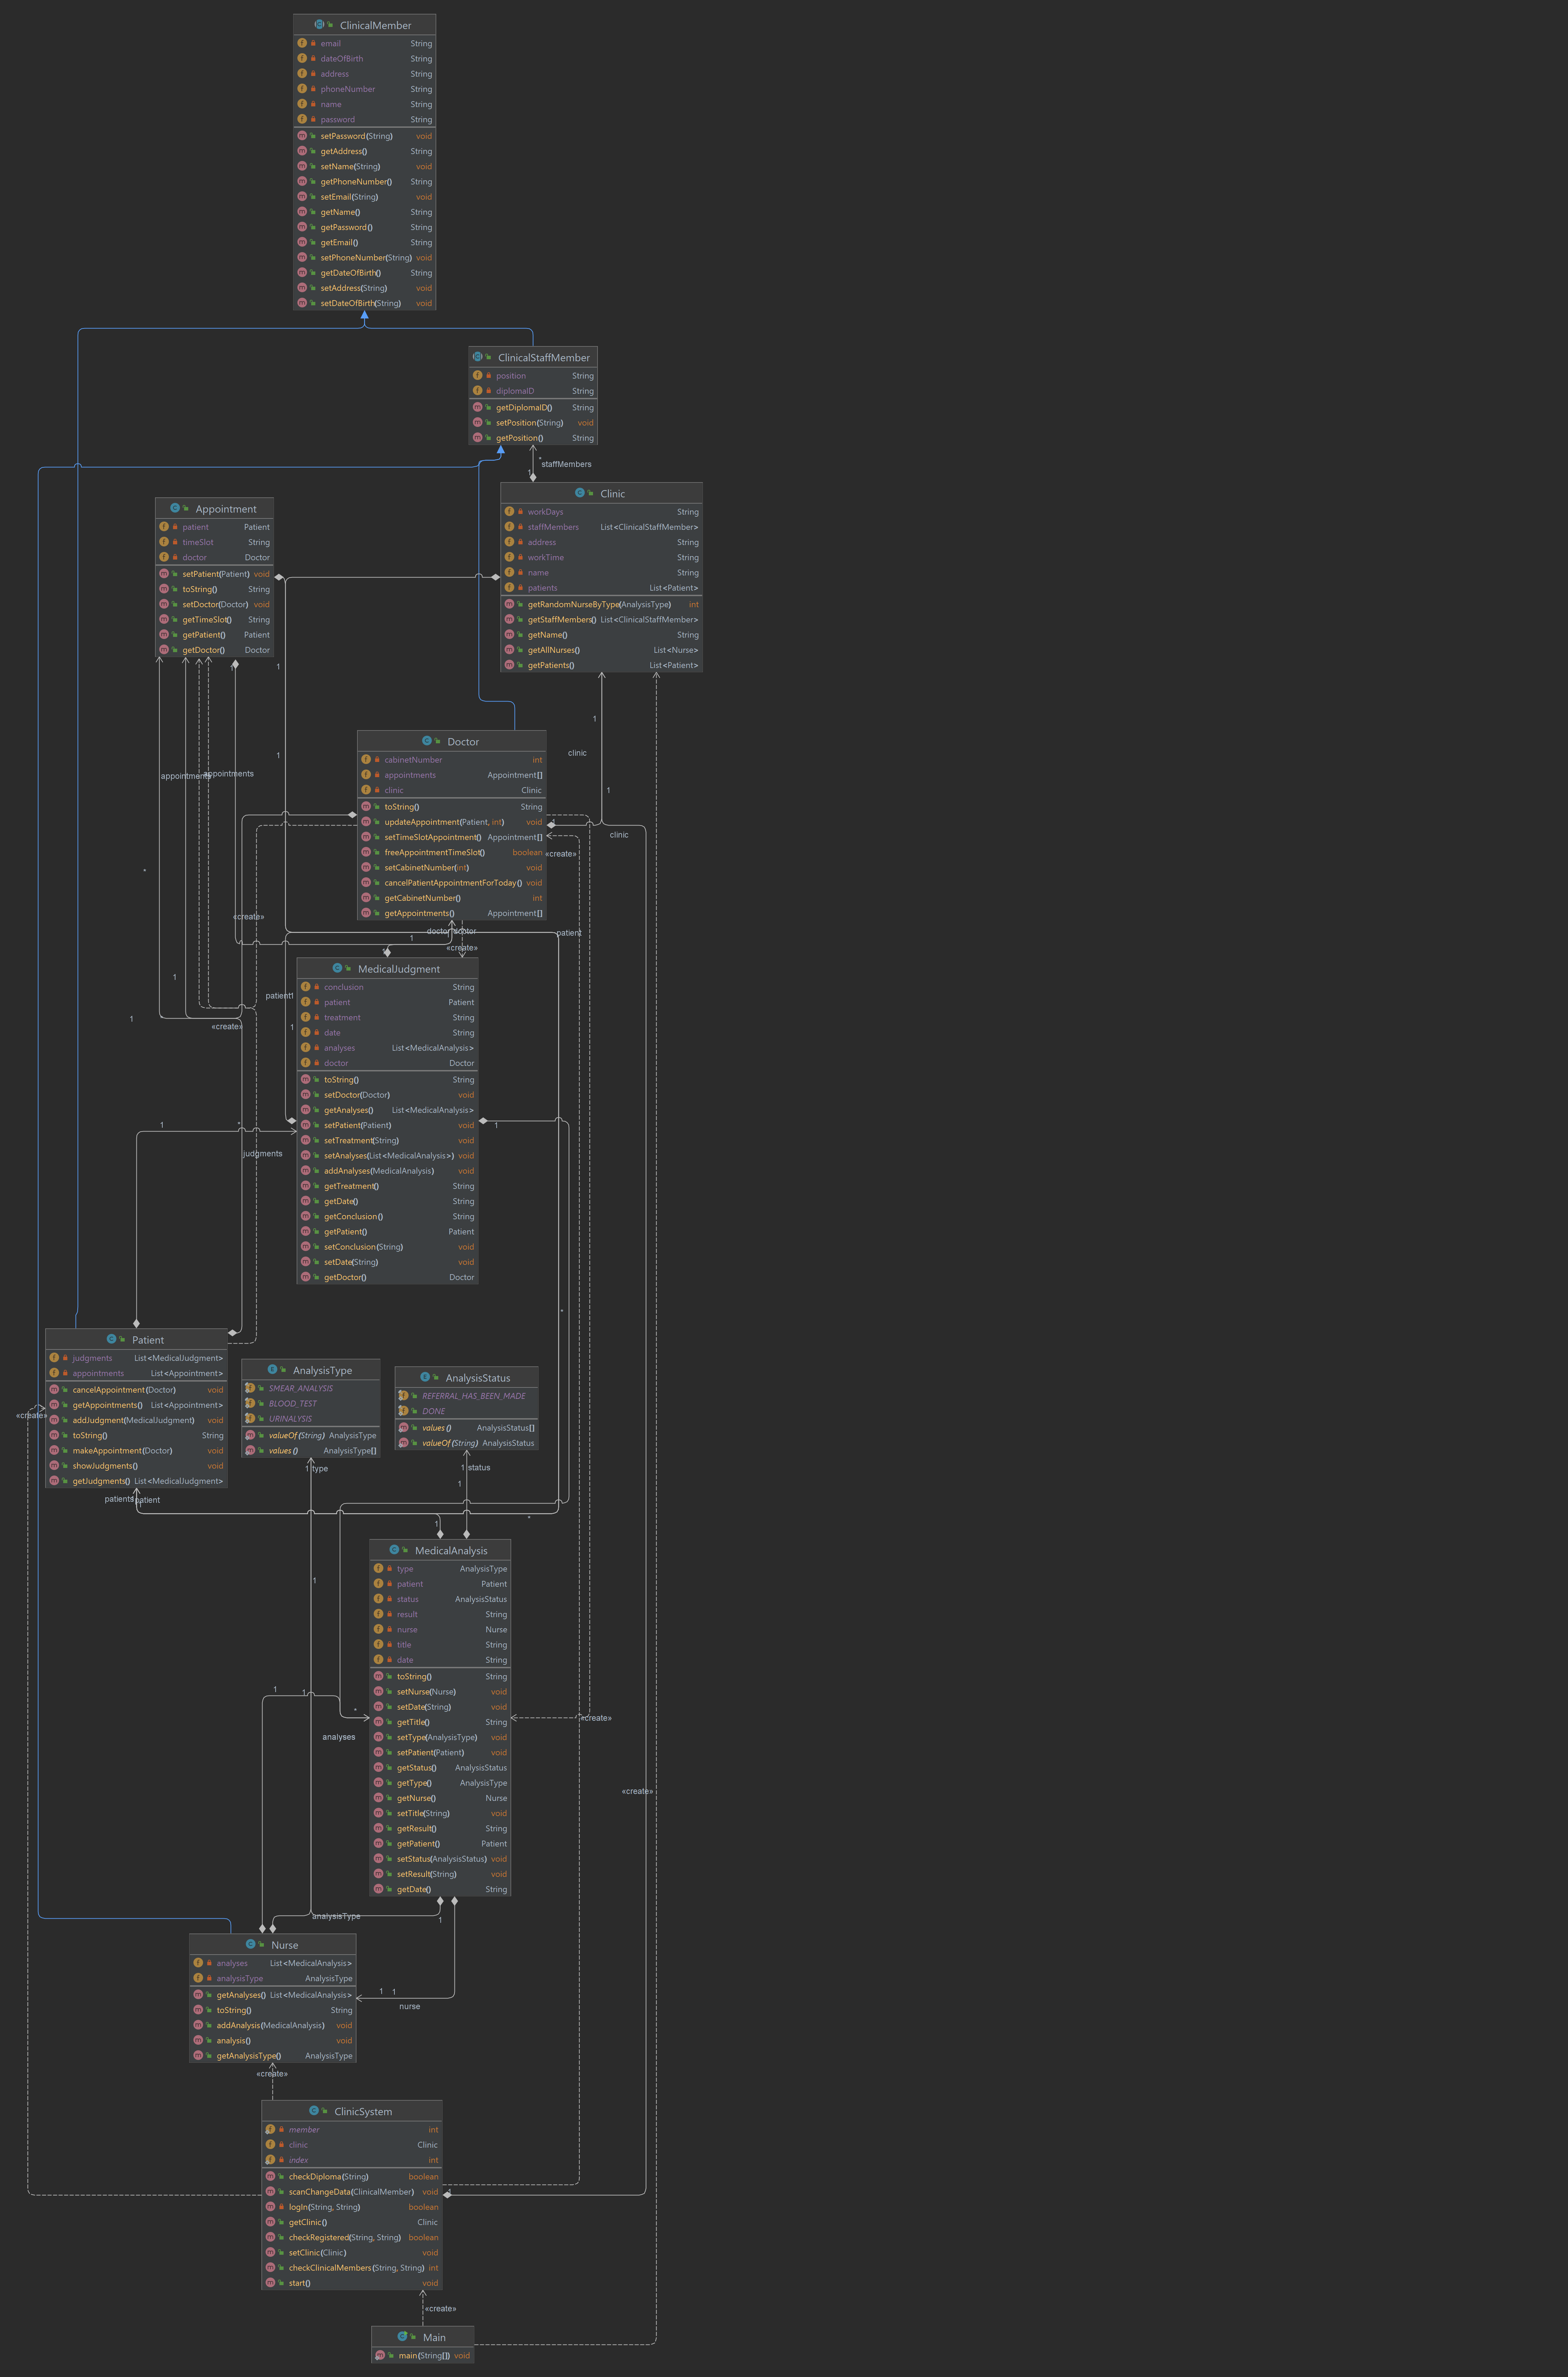 ClinicalMember
email String
dateOfBirth String
address String
phoneNumber String
name String
password String
setPassword(String) void
getAddress() String
setName(String) void
getPhoneNumber() String
setEmail(String) void
getName() String
getPassword() String
getEmail() String
setPhoneNumber(String) void
getDateOfBirth() String
setAddress(String) void
setDateOfBirth(String) void
ClinicalStaffMember
position String
diplomaID String
getDiplomaID() String
setPosition(String) void
getPosition() String
*
staffMembers
1
Clinic
workDays String
staffMembers List<ClinicalStaffMember>
address String
workTime String
name String
patients List<Patient>
getRandomNurseByType(AnalysisType) int
getStaffMembers() List<ClinicalStaffMember>
getName() String
getAllNurses() List<Nurse>
getPatients() List<Patient>
Appointment
patient Patient
timeSlot String
doctor Doctor
setPatient(Patient) void
toString() String
setDoctor(Doctor) void
getTimeSlot() String
getPatient() Patient
getDoctor() Doctor
1
1
1
clinic
1
1
clinic
appointments
appointments
Doctor
cabinetNumber int
appointments Appointment[]
clinic Clinic
toString() String
updateAppointment(Patient, int) void
setTimeSlotAppointment() Appointment[]
freeAppointmentTimeSlot() boolean
setCabinetNumber(int) void
cancelPatientAppointmentForToday() void
getCabinetNumber() int
getAppointments() Appointment[]
«create»
*
«create»
doctor
doctor
patient
1
«create»
1
patient
1
1
1
«create»
MedicalJudgment
conclusion String
patient Patient
treatment String
date String
analyses List<MedicalAnalysis>
doctor Doctor
toString() String
setDoctor(Doctor) void
getAnalyses() List<MedicalAnalysis>
setPatient(Patient) void
setTreatment(String) void
setAnalyses(List<MedicalAnalysis>) void
addAnalyses(MedicalAnalysis) void
getTreatment() String
getDate() String
getConclusion() String
getPatient() Patient
setConclusion(String) void
setDate(String) void
getDoctor() Doctor
1
*
judgments
1
*
Patient
judgments List<MedicalJudgment>
appointments List<Appointment>
cancelAppointment(Doctor) void
getAppointments() List<Appointment>
addJudgment(MedicalJudgment) void
toString() String
makeAppointment(Doctor) void
showJudgments() void
getJudgments() List<MedicalJudgment>
«create»
patients
patient
AnalysisType
SMEAR_ANALYSIS
BLOOD_TEST
URINALYSIS
valueOf(String) AnalysisType
values() AnalysisType[]
1 type
AnalysisStatus
REFERRAL_HAS_BEEN_MADE
DONE
values() AnalysisStatus[]
valueOf(String) AnalysisStatus
1 status
1
1
*
1
MedicalAnalysis
type AnalysisType
patient Patient
status AnalysisStatus
result String
nurse Nurse
title String
date String
toString() String
setNurse(Nurse) void
setDate(String) void
getTitle() String
setType(AnalysisType) void
setPatient(Patient) void
getStatus() AnalysisStatus
getType() AnalysisType
getNurse() Nurse
setTitle(String) void
getResult() String
getPatient() Patient
setStatus(AnalysisStatus) void
setResult(String) void
getDate() String
1
1
*
analyses
«create»
«create»
analysisType
1
Nurse
analyses List<MedicalAnalysis>
analysisType AnalysisType
getAnalyses() List<MedicalAnalysis>
toString() String
addAnalysis(MedicalAnalysis) void
analysis() void
getAnalysisType() AnalysisType
1 1
nurse
«create»
ClinicSystem
member int
clinic Clinic
index int
checkDiploma(String) boolean
scanChangeData(ClinicalMember) void
logIn(String, String) boolean
getClinic() Clinic
checkRegistered(String, String) boolean
setClinic(Clinic) void
checkClinicalMembers(String, String) int
start() void
«create»
Main
main(String[]) void